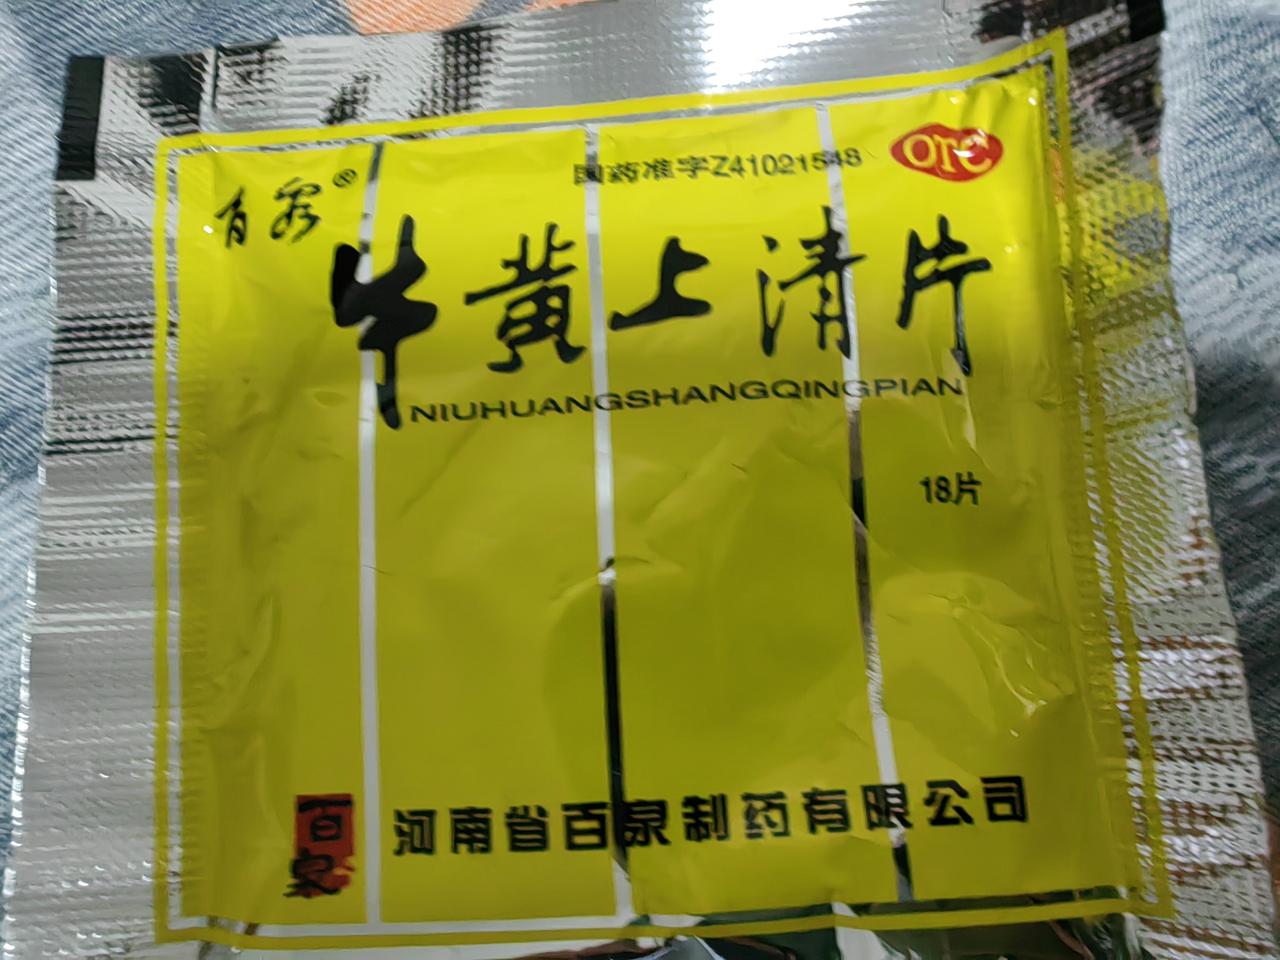 百泉®
国药准字Z41021548
OTC
牛黄上清片
NIUHUANGSHANGQINGPIAN
18片
百泉
河南省百泉制药有限公司